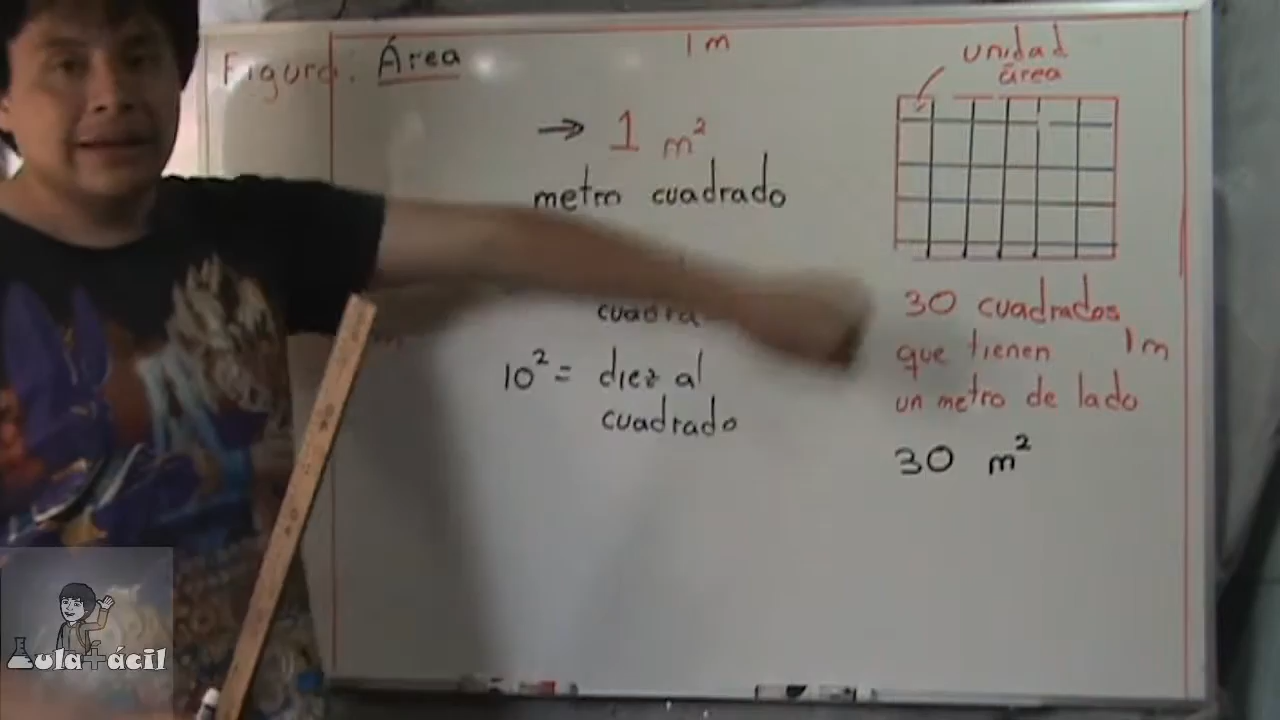 Figura: Área
1 m
unidad
área
→ 1 m²
metro cuadrado
10² = diez al
cuadrado
30 cuadrados
que tienen
un metro de lado
1 m
30 m²
Aula+ácil